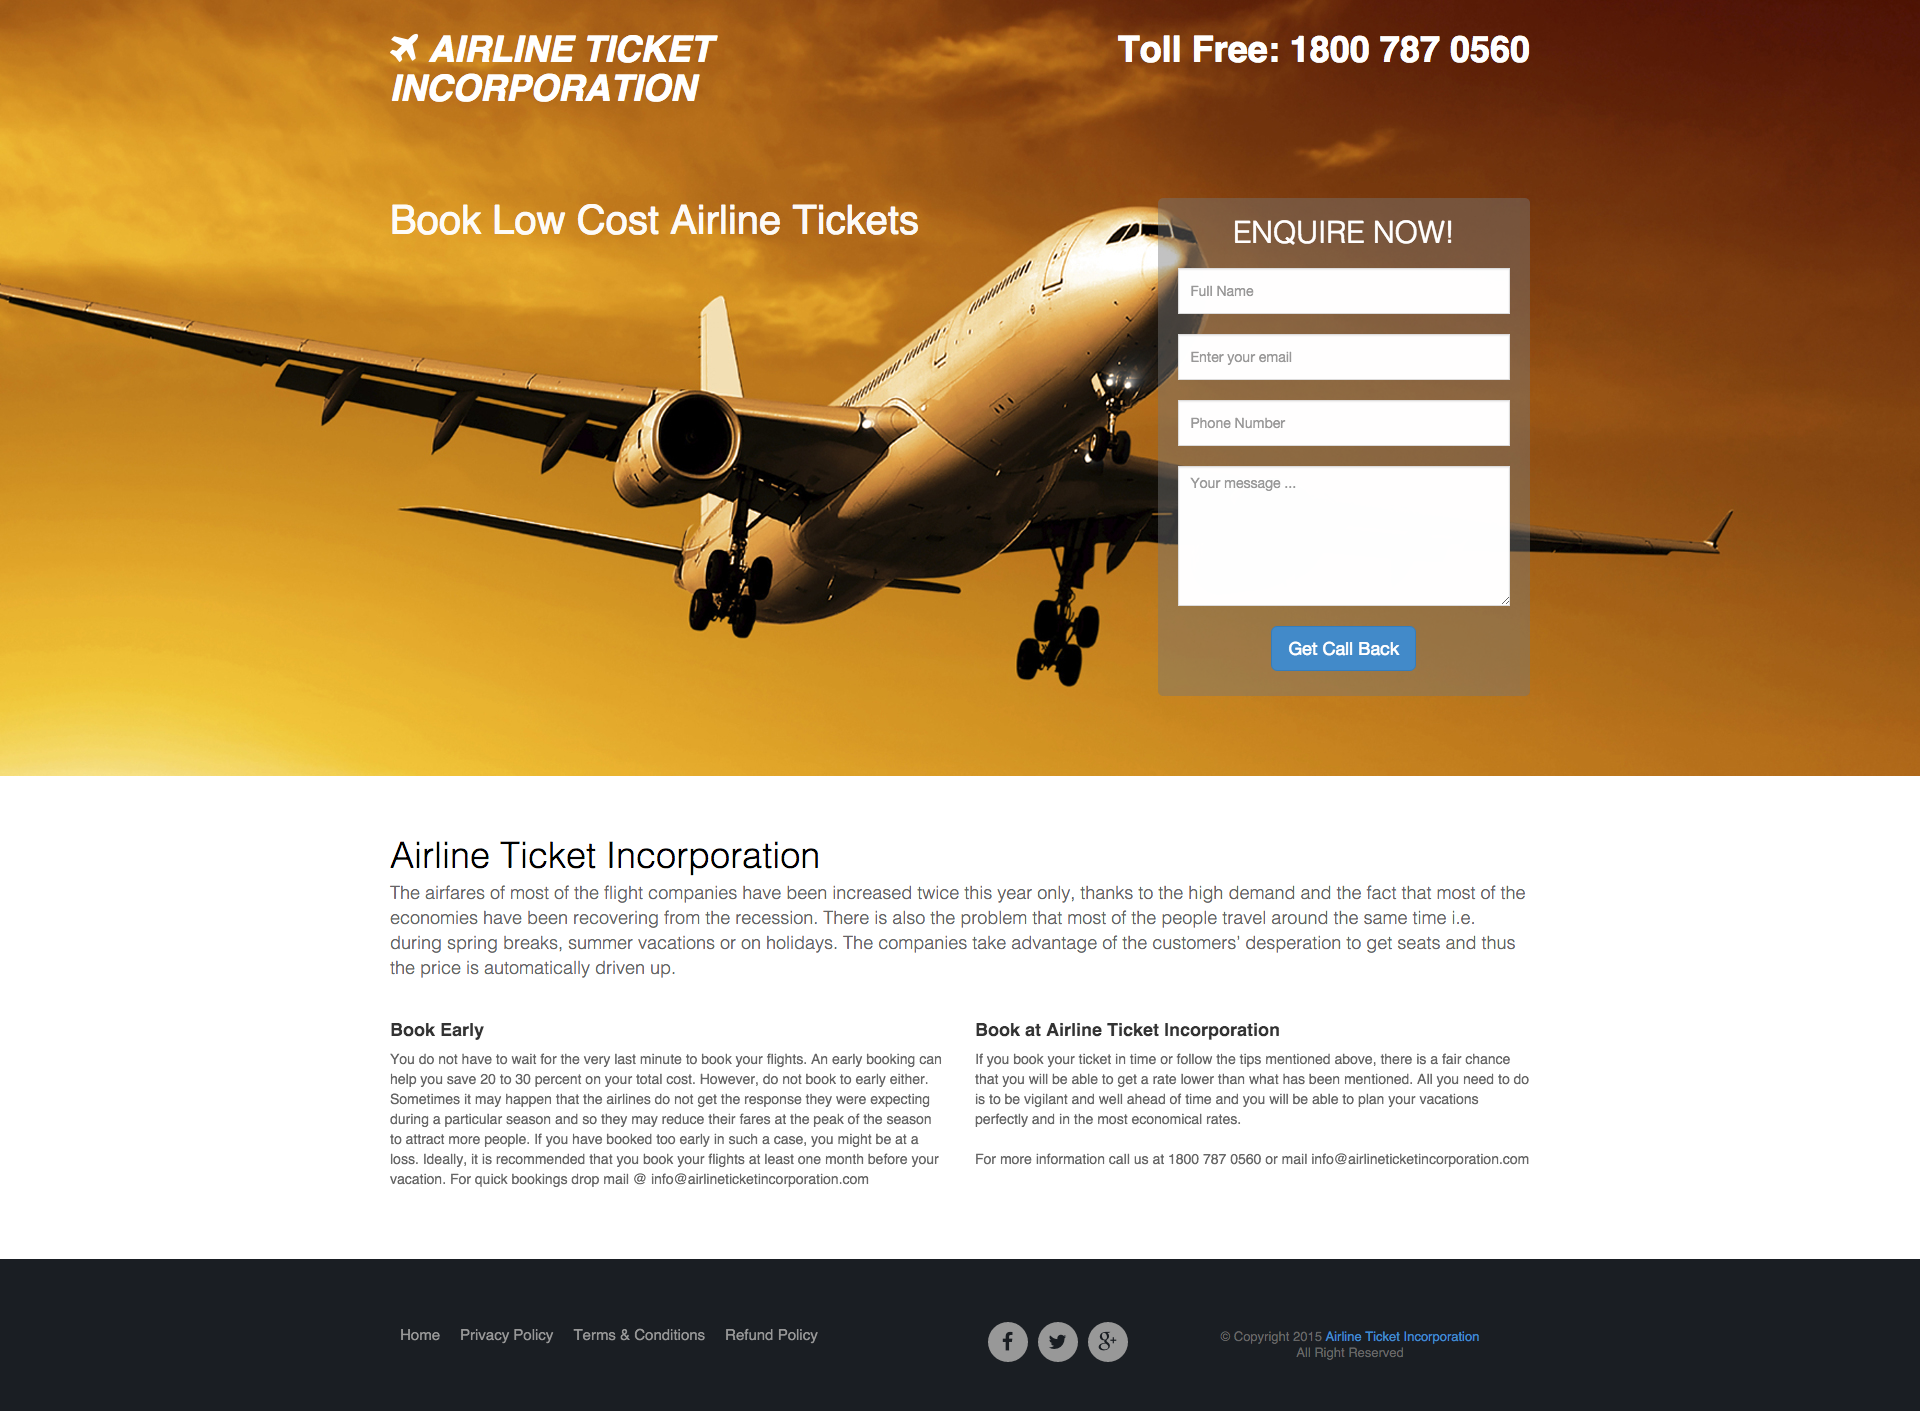 AIRLINE TICKET
INCORPORATION
Toll Free: 1800 787 0560
Book Low Cost Airline Tickets
ENQUIRE NOW!
Full Name
Enter your email
Phone Number
Your message ...
Get Call Back
Airline Ticket Incorporation
The airfares of most of the flight companies have been increased twice this year only, thanks to the high demand and the fact that most of the
economies have been recovering from the recession. There is also the problem that most of the people travel around the same time i.e.
during spring breaks, summer vacations or on holidays. The companies take advantage of the customers' desperation to get seats and thus
the price is automatically driven up.
Book Early
You do not have to wait for the very last minute to book your flights. An early booking can
help you save 20 to 30 percent on your total cost. However, do not book to early either.
Sometimes it may happen that the airlines do not get the response they were expecting
during a particular season and so they may reduce their fares at the peak of the season
to attract more people. If you have booked too early in such a case, you might be at a
loss. Ideally, it is recommended that you book your flights at least one month before your
vacation. For quick bookings drop mail @ info@airlineticketincorporation.com
Book at Airline Ticket Incorporation
If you book your ticket in time or follow the tips mentioned above, there is a fair chance
that you will be able to get a rate lower than what has been mentioned. All you need to do
is to be vigilant and well ahead of time and you will be able to plan your vacations
perfectly and in the most economical rates.
For more information call us at 1800 787 0560 or mail info@airlineticketincorporation.com
Home Privacy Policy Terms & Conditions Refund Policy
© Copyright 2015 Airline Ticket Incorporation
All Right Reserved